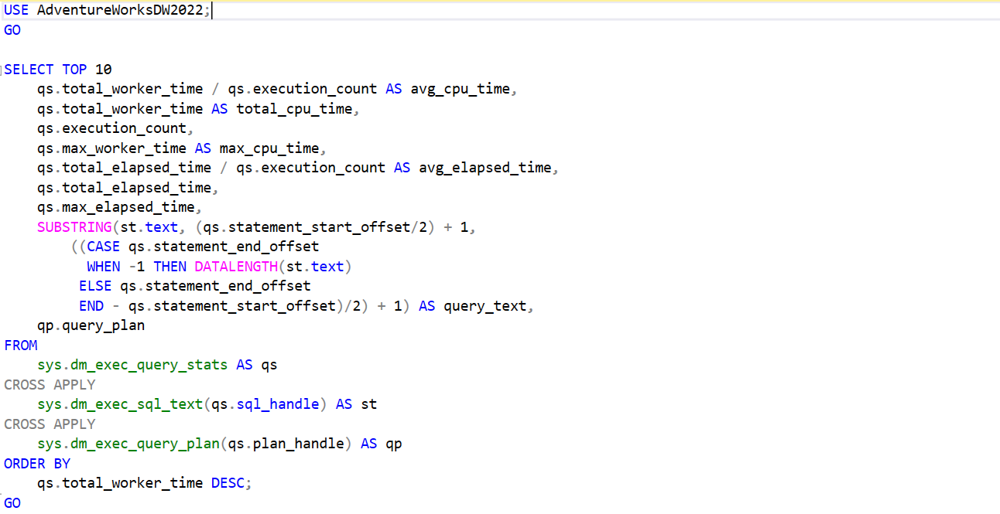 USE AdventureWorksDW2022;
GO
SELECT TOP 10
qs.total_worker_time / qs.execution_count AS avg_cpu_time,
qs.total_worker_time AS total_cpu_time,
qs.execution_count,
qs.max_worker_time AS max_cpu_time,
qs.total_elapsed_time / qs.execution_count AS avg_elapsed_time,
qs.total_elapsed_time,
qs.max_elapsed_time,
SUBSTRING(st.text, (qs.statement_start_offset/2) + 1,
((CASE qs.statement_end_offset
WHEN -1 THEN DATALENGTH(st.text)
ELSE qs.statement_end_offset
END - qs.statement_start_offset)/2) + 1) AS query_text,
qp.query_plan
FROM
sys.dm_exec_query_stats AS qs
CROSS APPLY
sys.dm_exec_sql_text(qs.sql_handle) AS st
CROSS APPLY
sys.dm_exec_query_plan(qs.plan_handle) AS qp
ORDER BY
qs.total_worker_time DESC;
GO